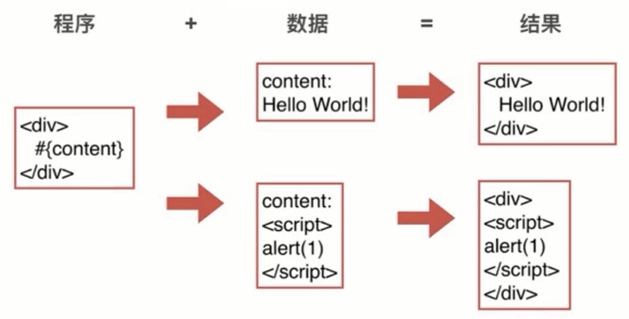 程序 + 数据 = 结果
<div>
#{content}
</div>
content:
Hello World!
<div>
Hello World!
</div>
content:
<script>
alert(1)
</script>
<div>
<script>
alert(1)
</script>
</div>